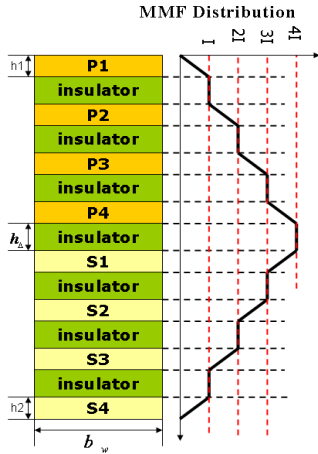 MMF Distribution
I
2I
3I
4I
h1
P1
insulator
P2
insulator
P3
insulator
P4
hΔ
insulator
S1
insulator
S2
insulator
S3
insulator
h2
S4
b w